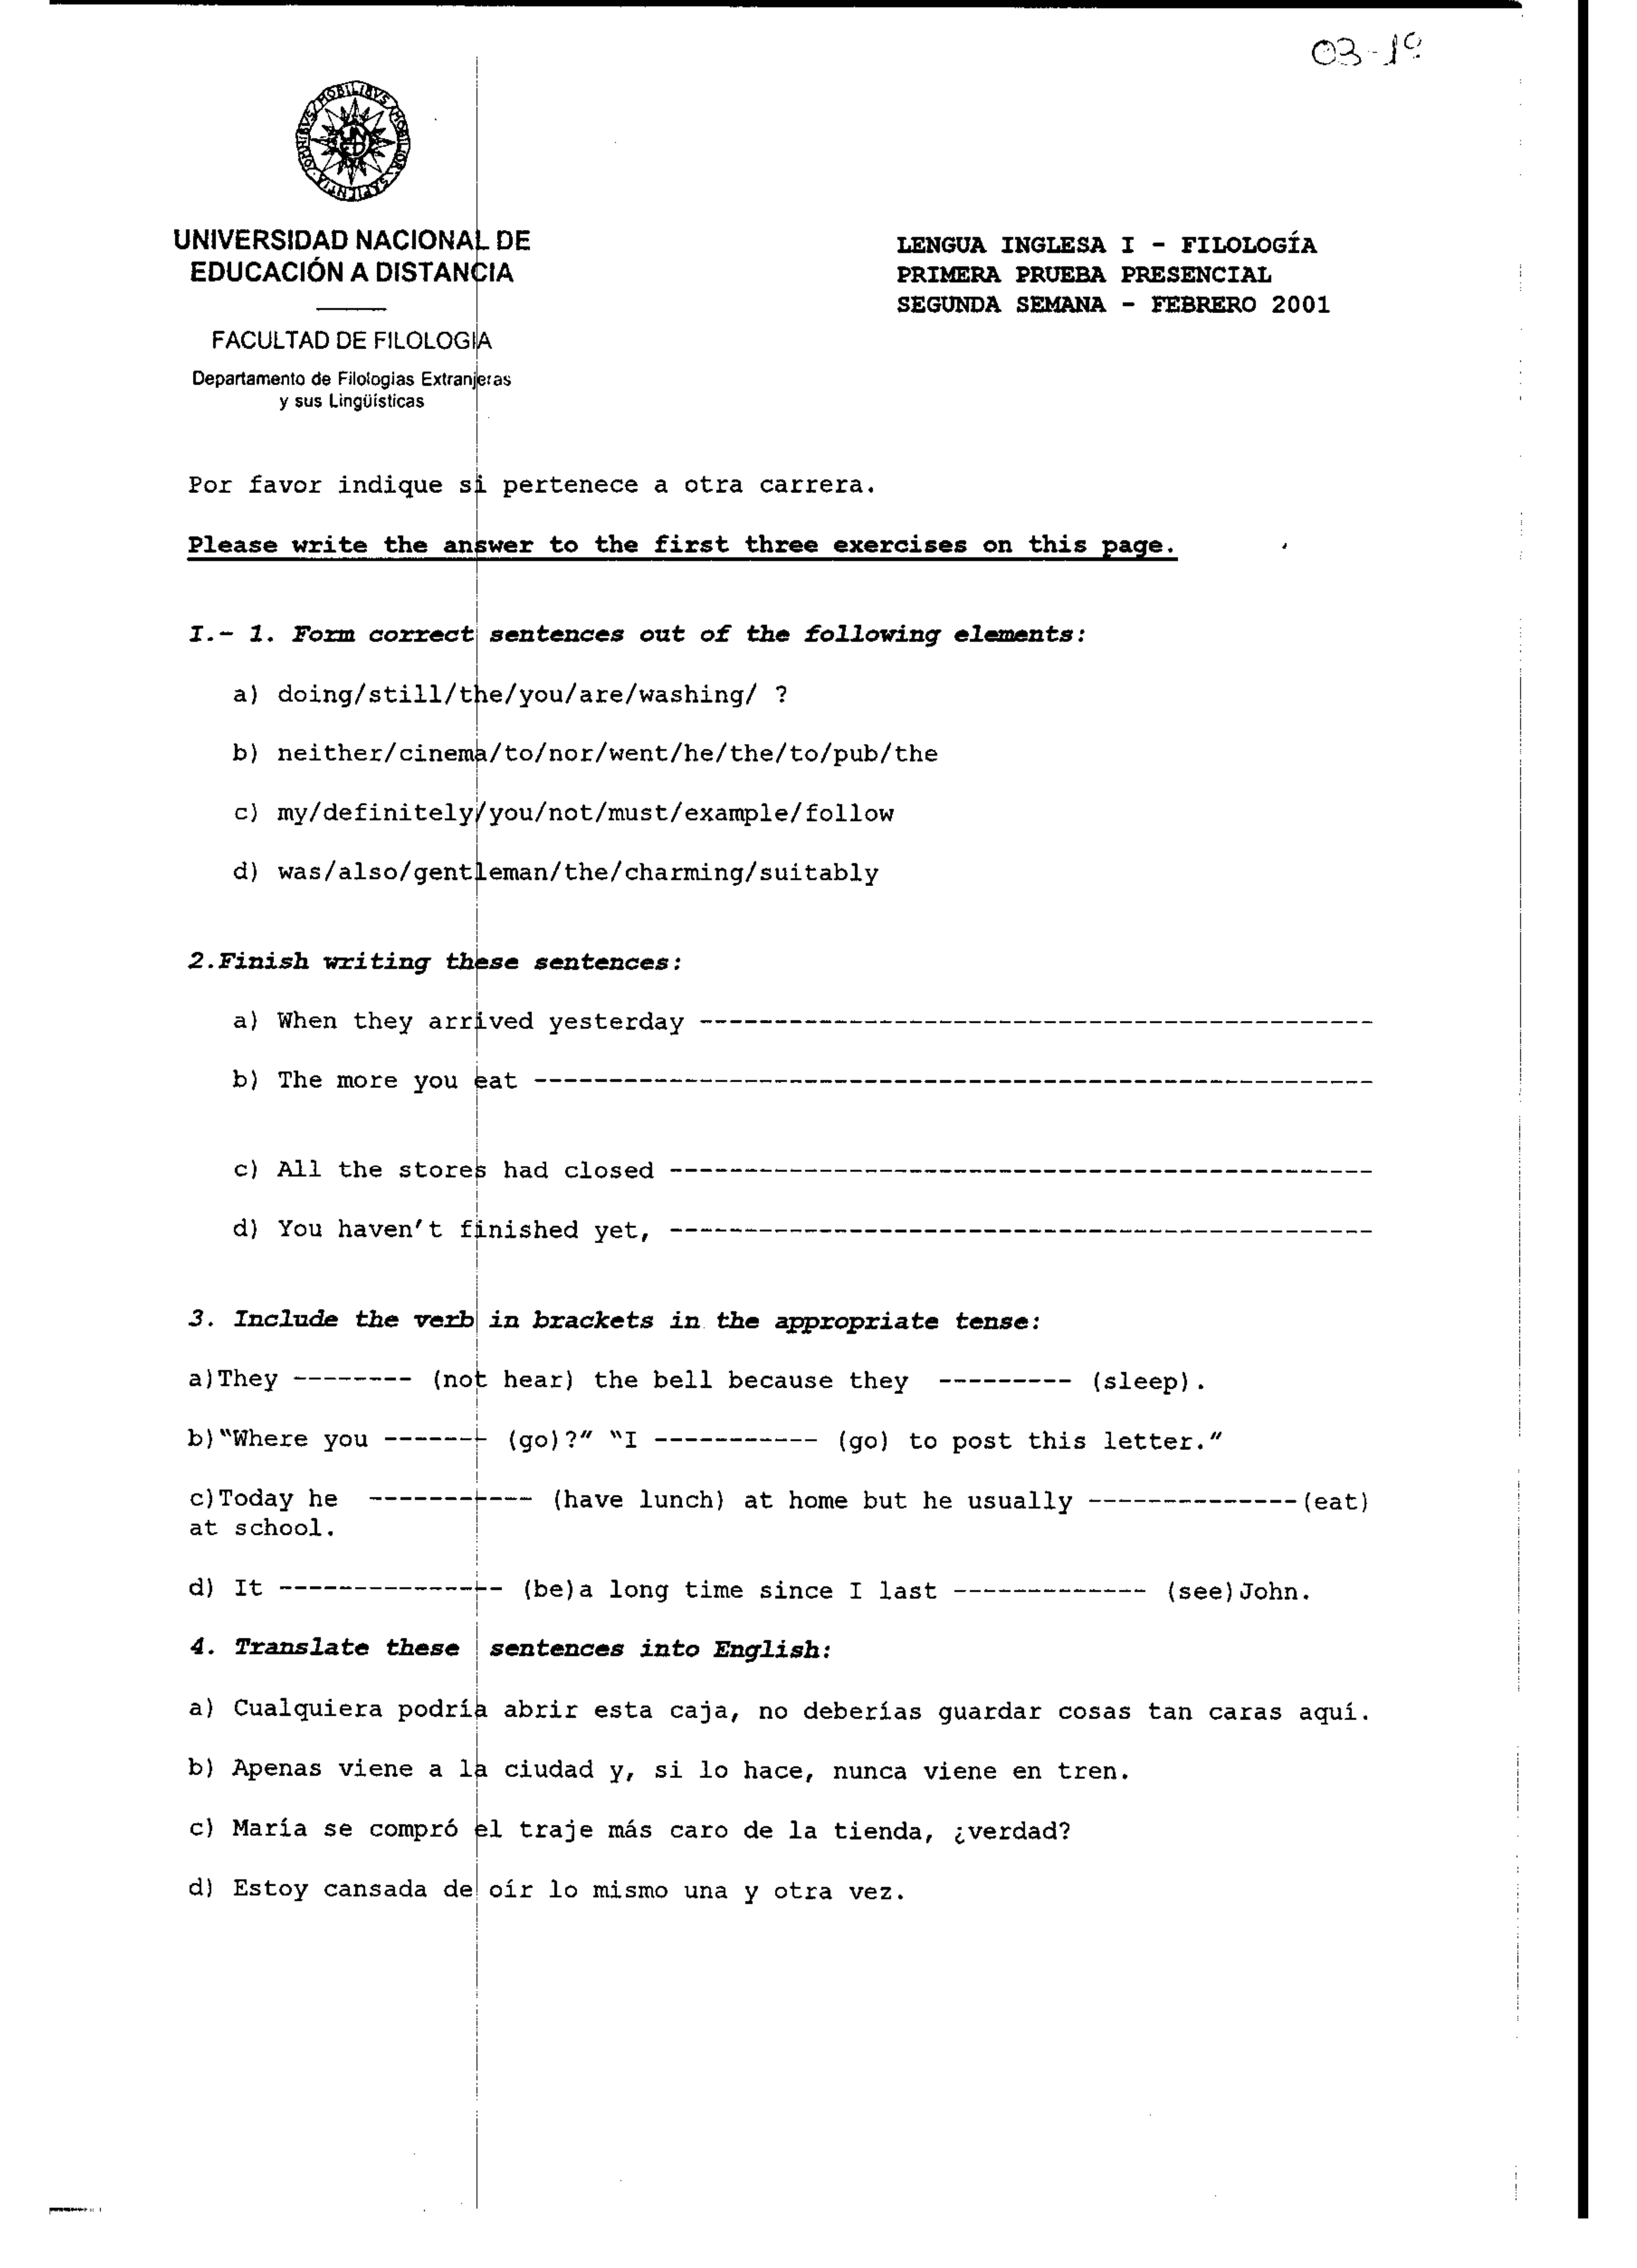 03-1º
OMNIBVS MOBILIBVS MOBILIOR SAPIENTIA
UNED
UNIVERSIDAD NACIONAL DE
EDUCACIÓN A DISTANCIA
FACULTAD DE FILOLOGIA
Departamento de Filologias Extranjeras
y sus Lingüísticas
LENGUA INGLESA I - FILOLOGÍA
PRIMERA PRUEBA PRESENCIAL
SEGUNDA SEMANA - FEBRERO 2001
Por favor indique si pertenece a otra carrera.
Please write the answer to the first three exercises on this page.
I.- 1. Form correct sentences out of the following elements:
a) doing/still/the/you/are/washing/ ?
b) neither/cinema/to/nor/went/he/the/to/pub/the
c) my/definitely/you/not/must/example/follow
d) was/also/gentleman/the/charming/suitably
2.Finish writing these sentences:
a) When they arrived yesterday ---------------------------------------------
b) The more you eat --------------------------------------------------------
c) All the stores had closed -----------------------------------------------
d) You haven't finished yet, -----------------------------------------------
3. Include the verb in brackets in the appropriate tense:
a)They -------- (not hear) the bell because they --------- (sleep).
b)"Where you ------- (go)?" "I ----------- (go) to post this letter."
c)Today he ----------- (have lunch) at home but he usually --------------(eat)
at school.
d) It --------------- (be)a long time since I last ------------- (see)John.
4. Translate these sentences into English:
a) Cualquiera podría abrir esta caja, no deberías guardar cosas tan caras aquí.
b) Apenas viene a la ciudad y, si lo hace, nunca viene en tren.
c) María se compró el traje más caro de la tienda, ¿verdad?
d) Estoy cansada de oír lo mismo una y otra vez.